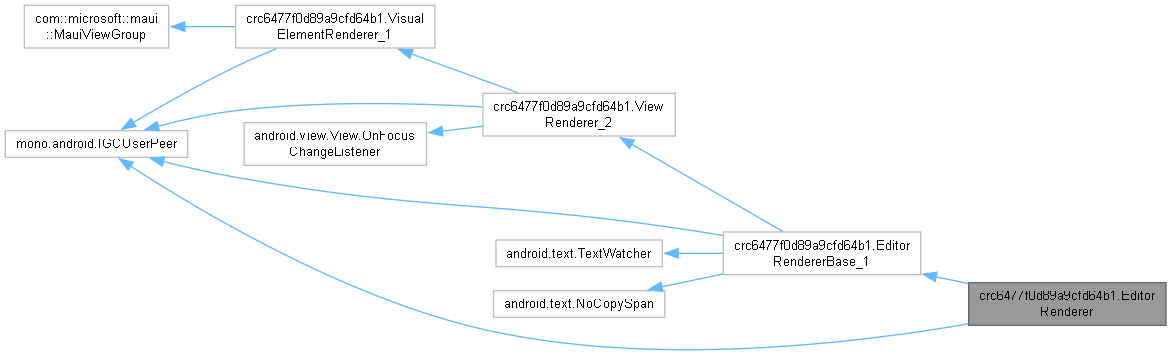 com::microsoft::maui
::MauiViewGroup
crc6477f0d89a9cfd64b1.Visual
ElementRenderer_1
crc6477f0d89a9cfd64b1.View
Renderer_2
android.view.View.OnFocus
ChangeListener
mono.android.IGCUserPeer
crc6477f0d89a9cfd64b1.Editor
RendererBase_1
android.text.TextWatcher
android.text.NoCopySpan
crc6477f0d89a9cfd64b1.Editor
Renderer